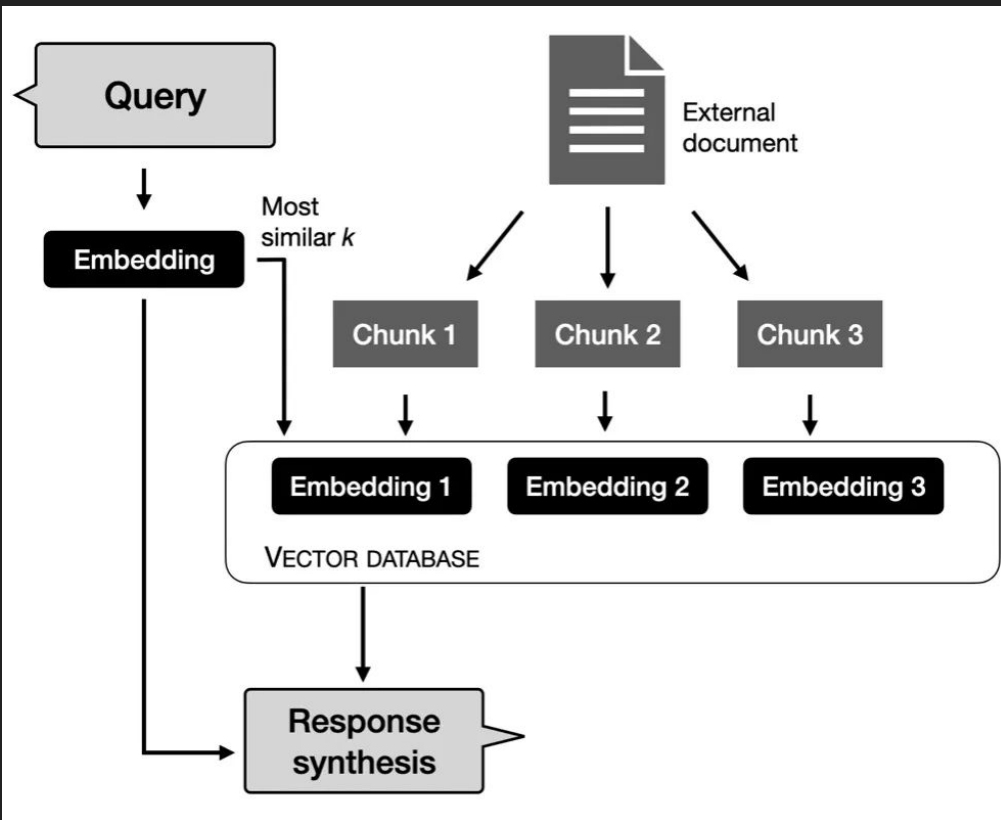 Query
External
document
Most
similar k
Embedding
Chunk 1
Chunk 2
Chunk 3
Embedding 1
Embedding 2
Embedding 3
VECTOR DATABASE
Response
synthesis